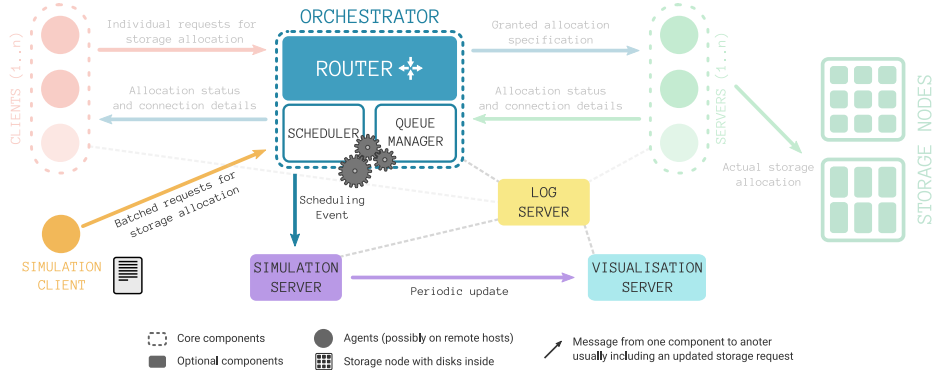 ORCHESTRATOR
Individual requests for
storage allocation
Granted allocation
specification
CLIENTS (1..n)
ROUTER
SERVERS (1..n)
STORAGE NODES
Allocation status
and connection details
SCHEDULER
QUEUE
MANAGER
Allocation status
and connection details
Actual storage
allocation
Batched requests for
storage allocation
Scheduling
Event
LOG
SERVER
SIMULATION
CLIENT
SIMULATION
SERVER
Periodic update
VISUALISATION
SERVER
Core components
Optional components
Agents (possibly on remote hosts)
Storage node with disks inside
Message from one component to anoter
usually including an updated storage request